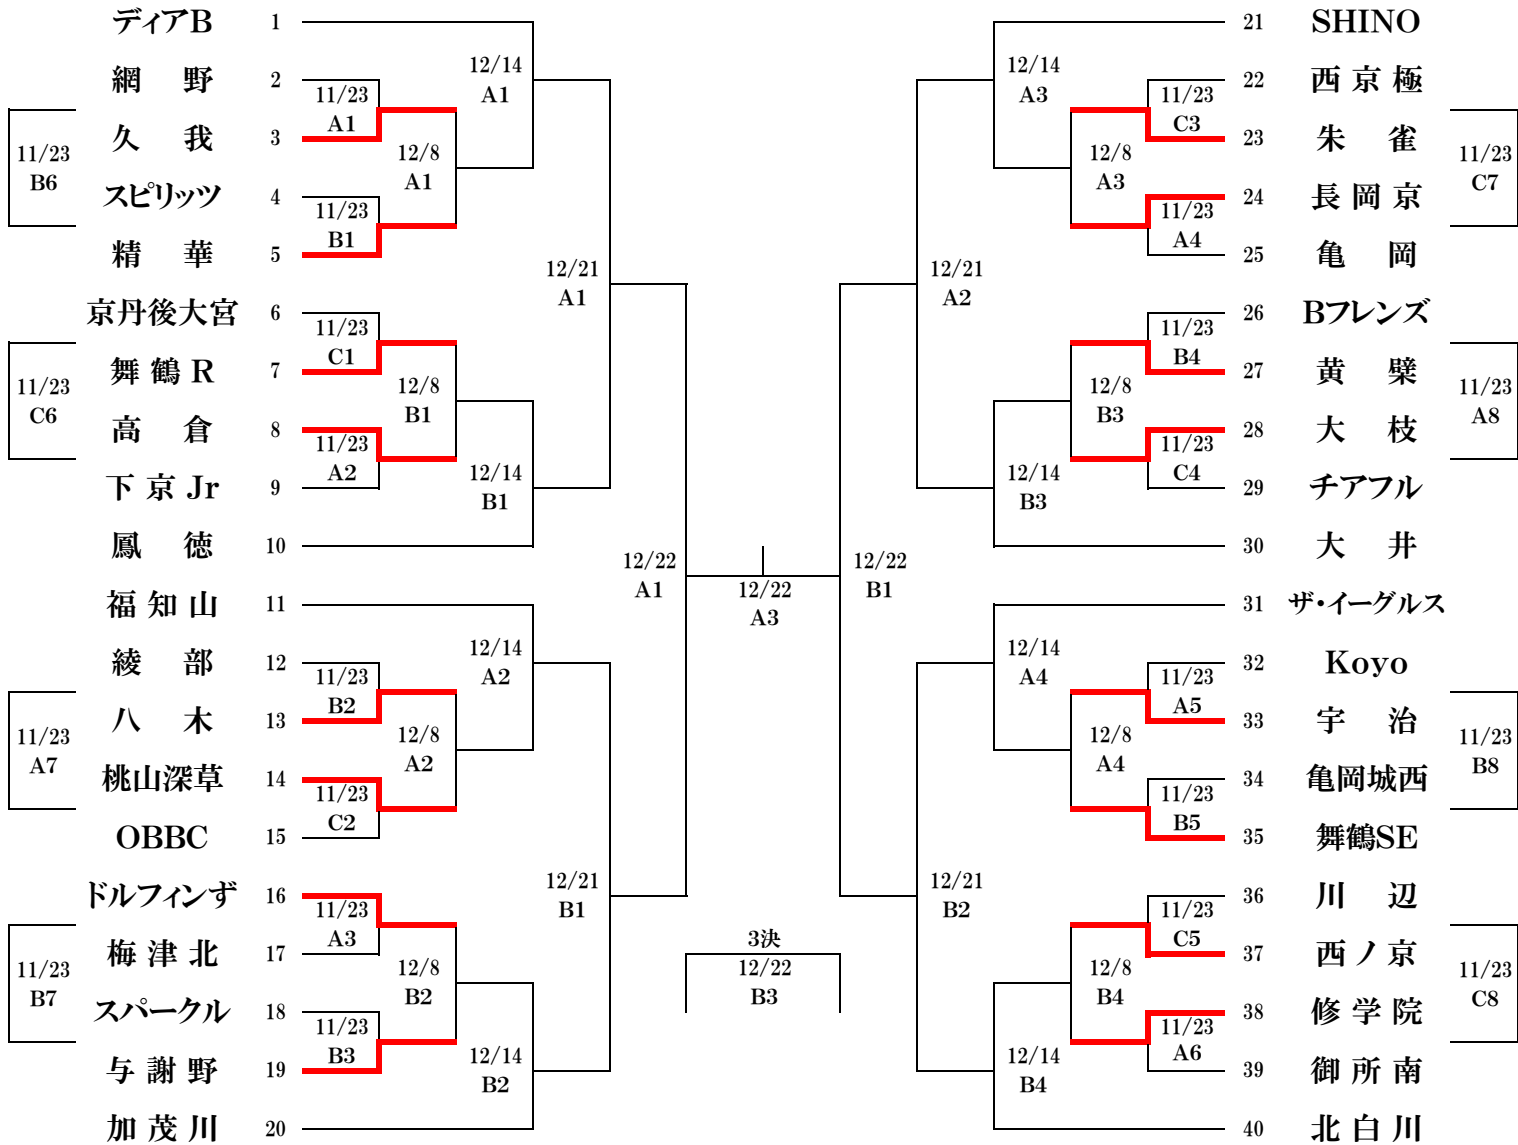 ディアB 1
網野 2
11/23 A1
久我 3
スピリッツ 4
11/23 B1
精華 5
11/23 B6
12/8 A1
12/14 A1
京丹後大宮 6
11/23 C1
舞鶴R 7
高倉 8
11/23 A2
下京Jr 9
鳳徳 10
11/23 C6
12/8 B1
12/14 B1
12/21 A1
福知山 11
綾部 12
11/23 B2
八木 13
桃山深草 14
11/23 C2
OBBC 15
11/23 A7
12/8 A2
12/14 A2
ドルフィンず 16
11/23 A3
梅津北 17
スパークル 18
11/23 B3
与謝野 19
加茂川 20
11/23 B7
12/8 B2
12/14 B2
12/21 B1
12/22 A1
12/22 A3
3決
12/22 B3
12/22 B1
21 SHINO
22 西京極
11/23 C3
23 朱雀
24 長岡京
11/23 A4
25 亀岡
11/23 C7
12/8 A3
12/14 A3
26 Bフレンズ
11/23 B4
27 黄檗
28 大枝
11/23 C4
29 チアフル
30 大井
11/23 A8
12/8 B3
12/14 B3
12/21 A2
31 ザ・イーグルス
32 Koyo
11/23 A5
33 宇治
34 亀岡城西
11/23 B5
35 舞鶴SE
11/23 B8
12/8 A4
12/14 A4
36 川辺
11/23 C5
37 西ノ京
38 修学院
11/23 A6
39 御所南
40 北白川
11/23 C8
12/8 B4
12/14 B4
12/21 B2